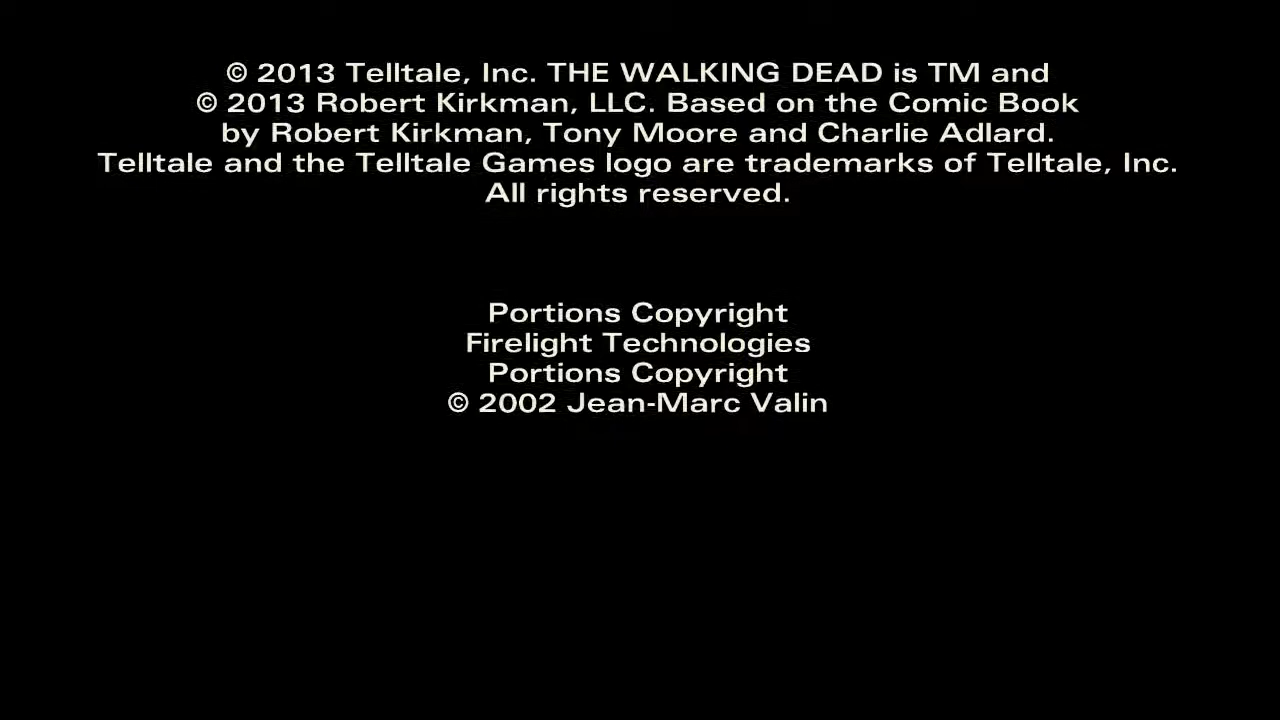 © 2013 Telltale, Inc. THE WALKING DEAD is TM and
© 2013 Robert Kirkman, LLC. Based on the Comic Book
by Robert Kirkman, Tony Moore and Charlie Adlard.
Telltale and the Telltale Games logo are trademarks of Telltale, Inc.
All rights reserved.
Portions Copyright
Firelight Technologies
Portions Copyright
© 2002 Jean-Marc Valin